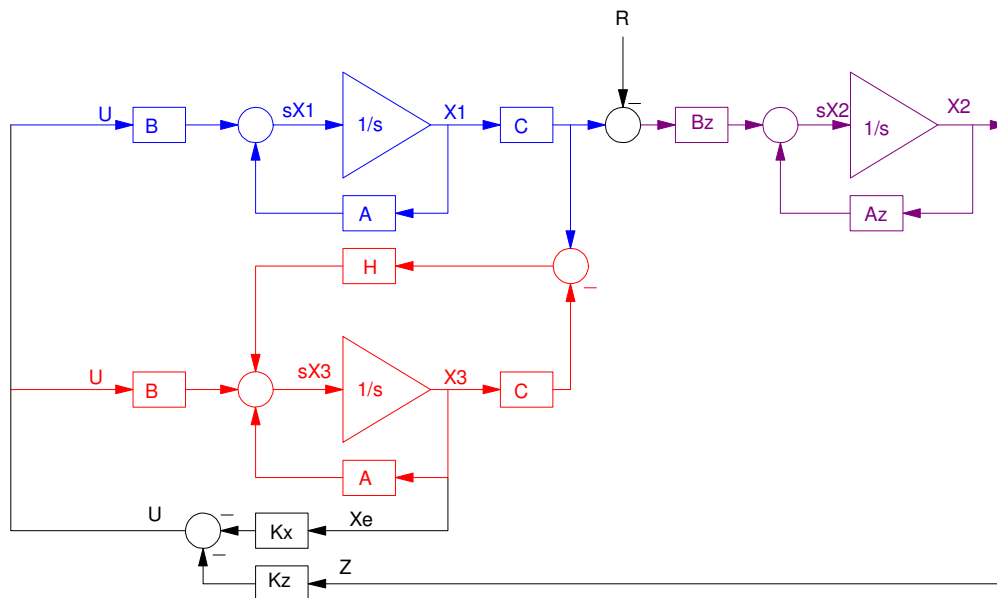 R
U B sX1 1/s X1 C Bz sX2 1/s X2
A Az
H
U B sX3 1/s X3 C
A
U Kx Xe
Kz Z